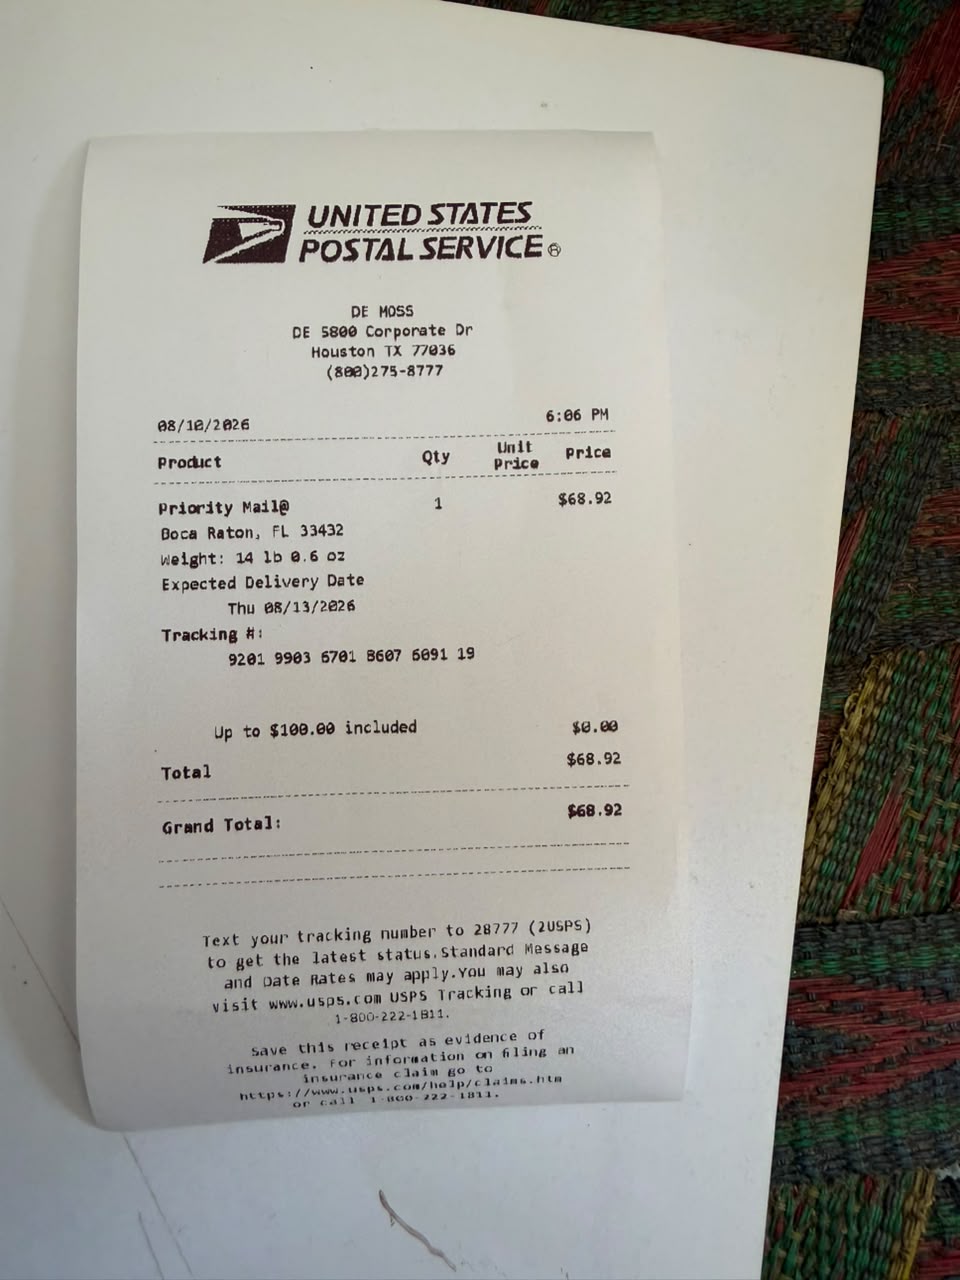 UNITED STATES
POSTAL SERVICE®
DE MOSS
DE 5800 Corporate Dr
Houston TX 77036
(800)275-8777
08/10/2026 6:06 PM
Product Qty Unit Price Price
Priority Mail@ 1 $68.92
Boca Raton, FL 33432
Weight: 14 lb 0.6 oz
Expected Delivery Date
Thu 08/13/2026
Tracking #:
9201 9903 6701 8607 6091 19
Up to $100.00 included $0.00
Total $68.92
Grand Total: $68.92
Text your tracking number to 28777 (2USPS)
to get the latest status.Standard Message
and Date Rates may apply.You may also
visit www.usps.com USPS Tracking or call
1-800-222-1811.
Save this receipt as evidence of
insurance. For information on filing an
insurance claim go to
https://www.usps.com/help/claims.htm
or call 1-800-222-1811.